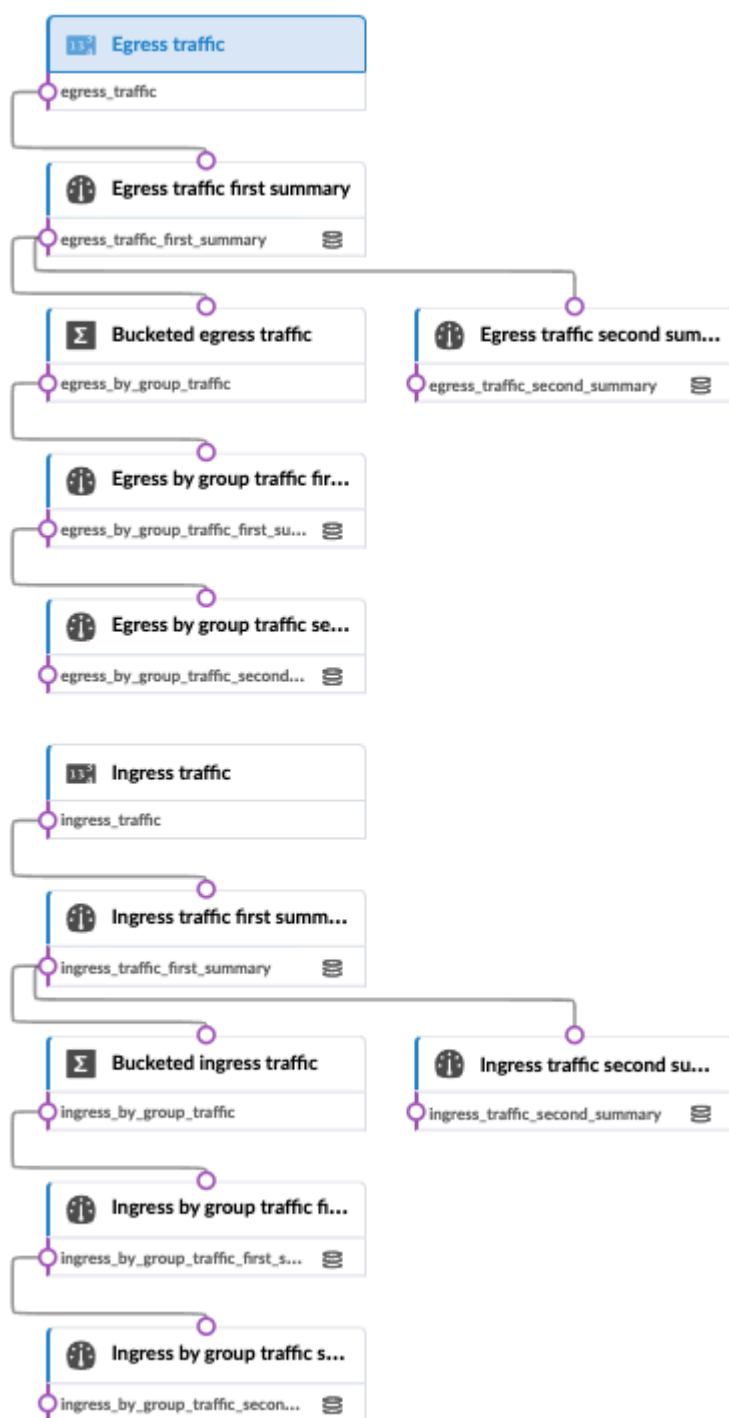 Egress traffic
egress_traffic
Egress traffic first summary
egress_traffic_first_summary
Bucketed egress traffic
Egress traffic second sum...
egress_by_group_traffic
egress_traffic_second_summary
Egress by group traffic fir...
egress_by_group_traffic_first_su...
Egress by group traffic se...
egress_by_group_traffic_second...
Ingress traffic
ingress_traffic
Ingress traffic first summ...
ingress_traffic_first_summary
Bucketed ingress traffic
Ingress traffic second su...
ingress_by_group_traffic
ingress_traffic_second_summary
Ingress by group traffic fi...
ingress_by_group_traffic_first_s...
Ingress by group traffic s...
ingress_by_group_traffic_secon...